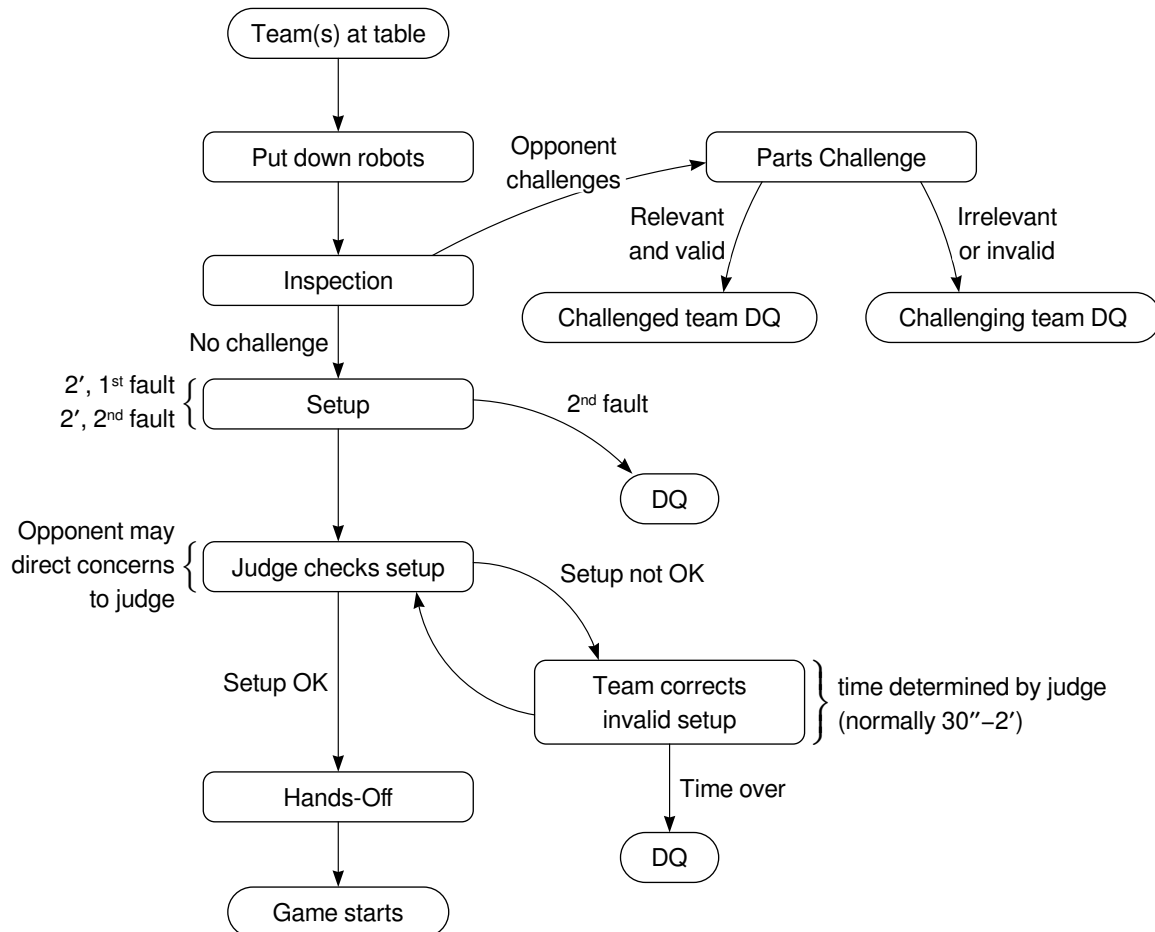 Team(s) at table
Put down robots
Opponent
challenges
Parts Challenge
Relevant
and valid
Irrelevant
or invalid
Inspection
Challenged team DQ
Challenging team DQ
No challenge
2′, 1st fault
2′, 2nd fault
Setup
2nd fault
DQ
Opponent may
direct concerns
to judge
Judge checks setup
Setup not OK
Setup OK
Team corrects
invalid setup
time determined by judge
(normally 30″–2′)
Time over
Hands-Off
DQ
Game starts